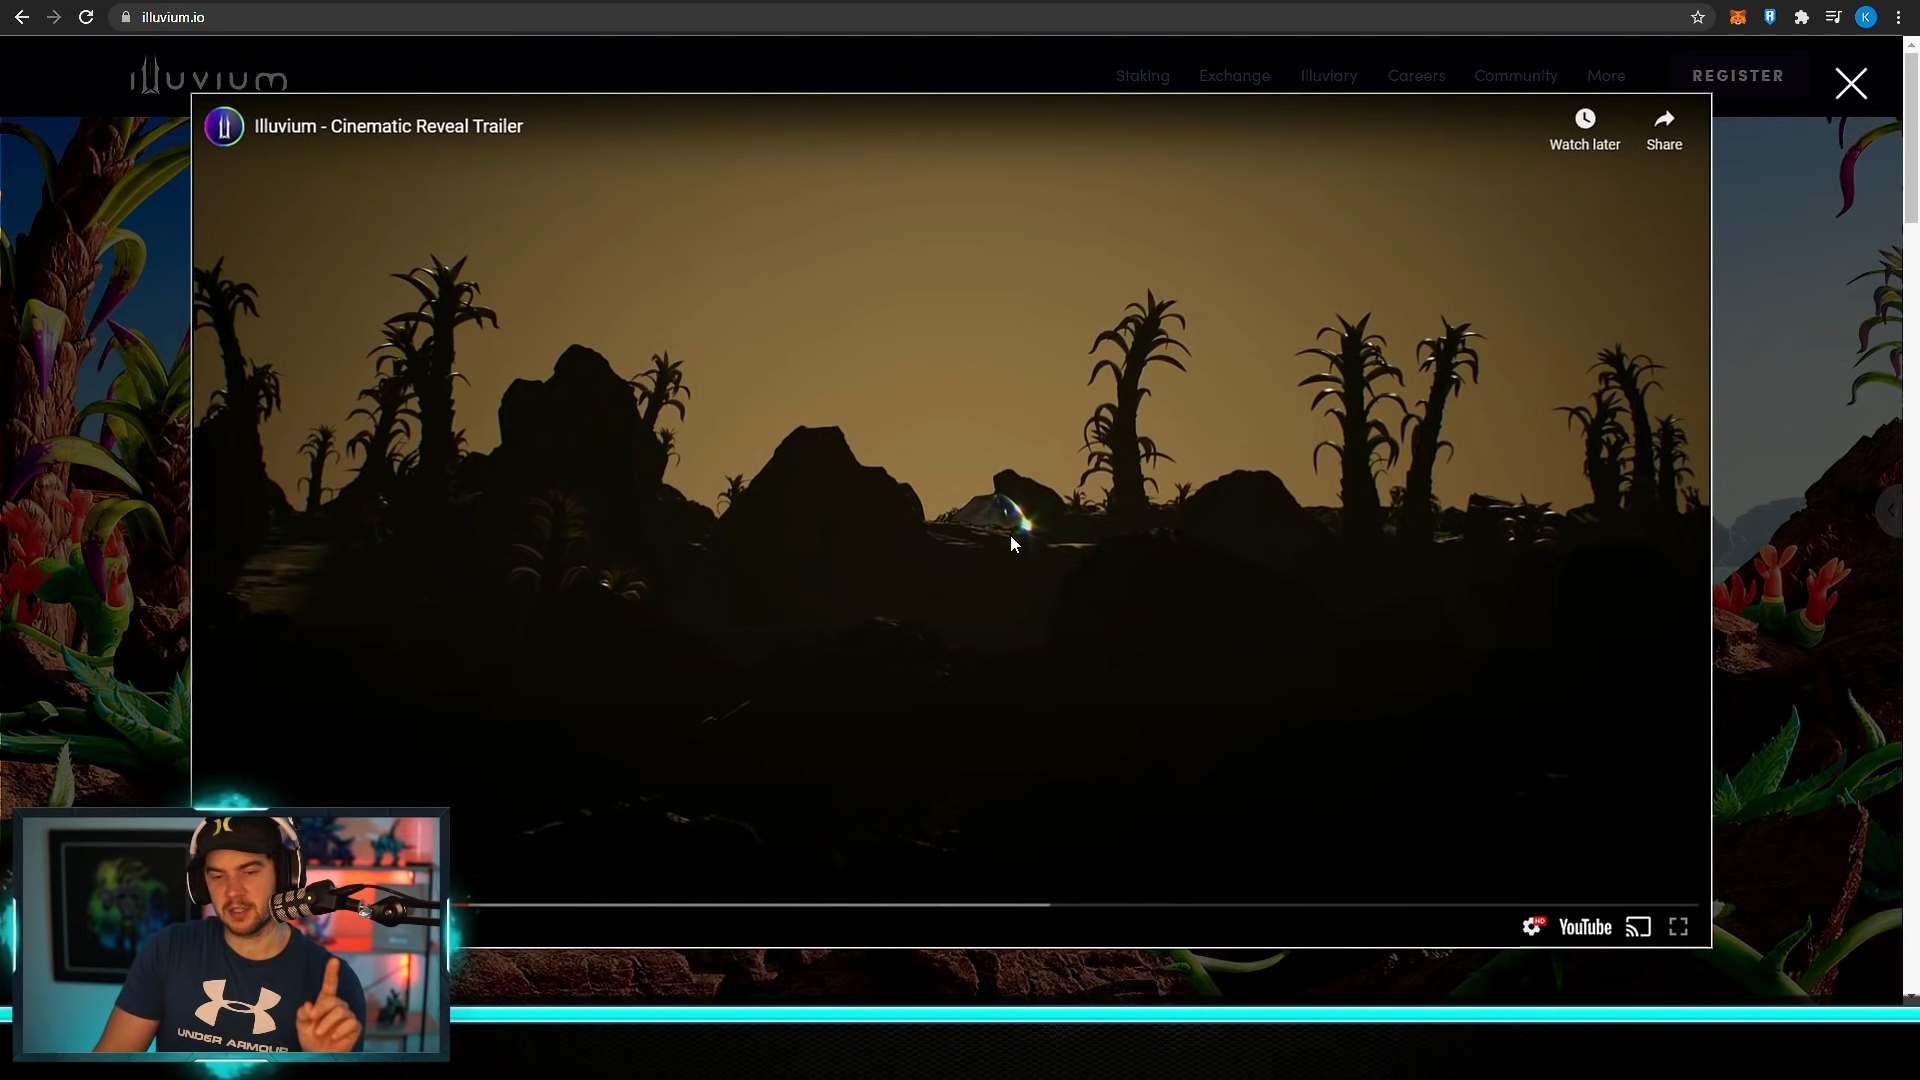 illuvium.io
K
illuvium
Staking Exchange Illuviary Careers Community More REGISTER
Illuvium - Cinematic Reveal Trailer
Watch later Share
HD
YouTube
UNDER ARMOUR